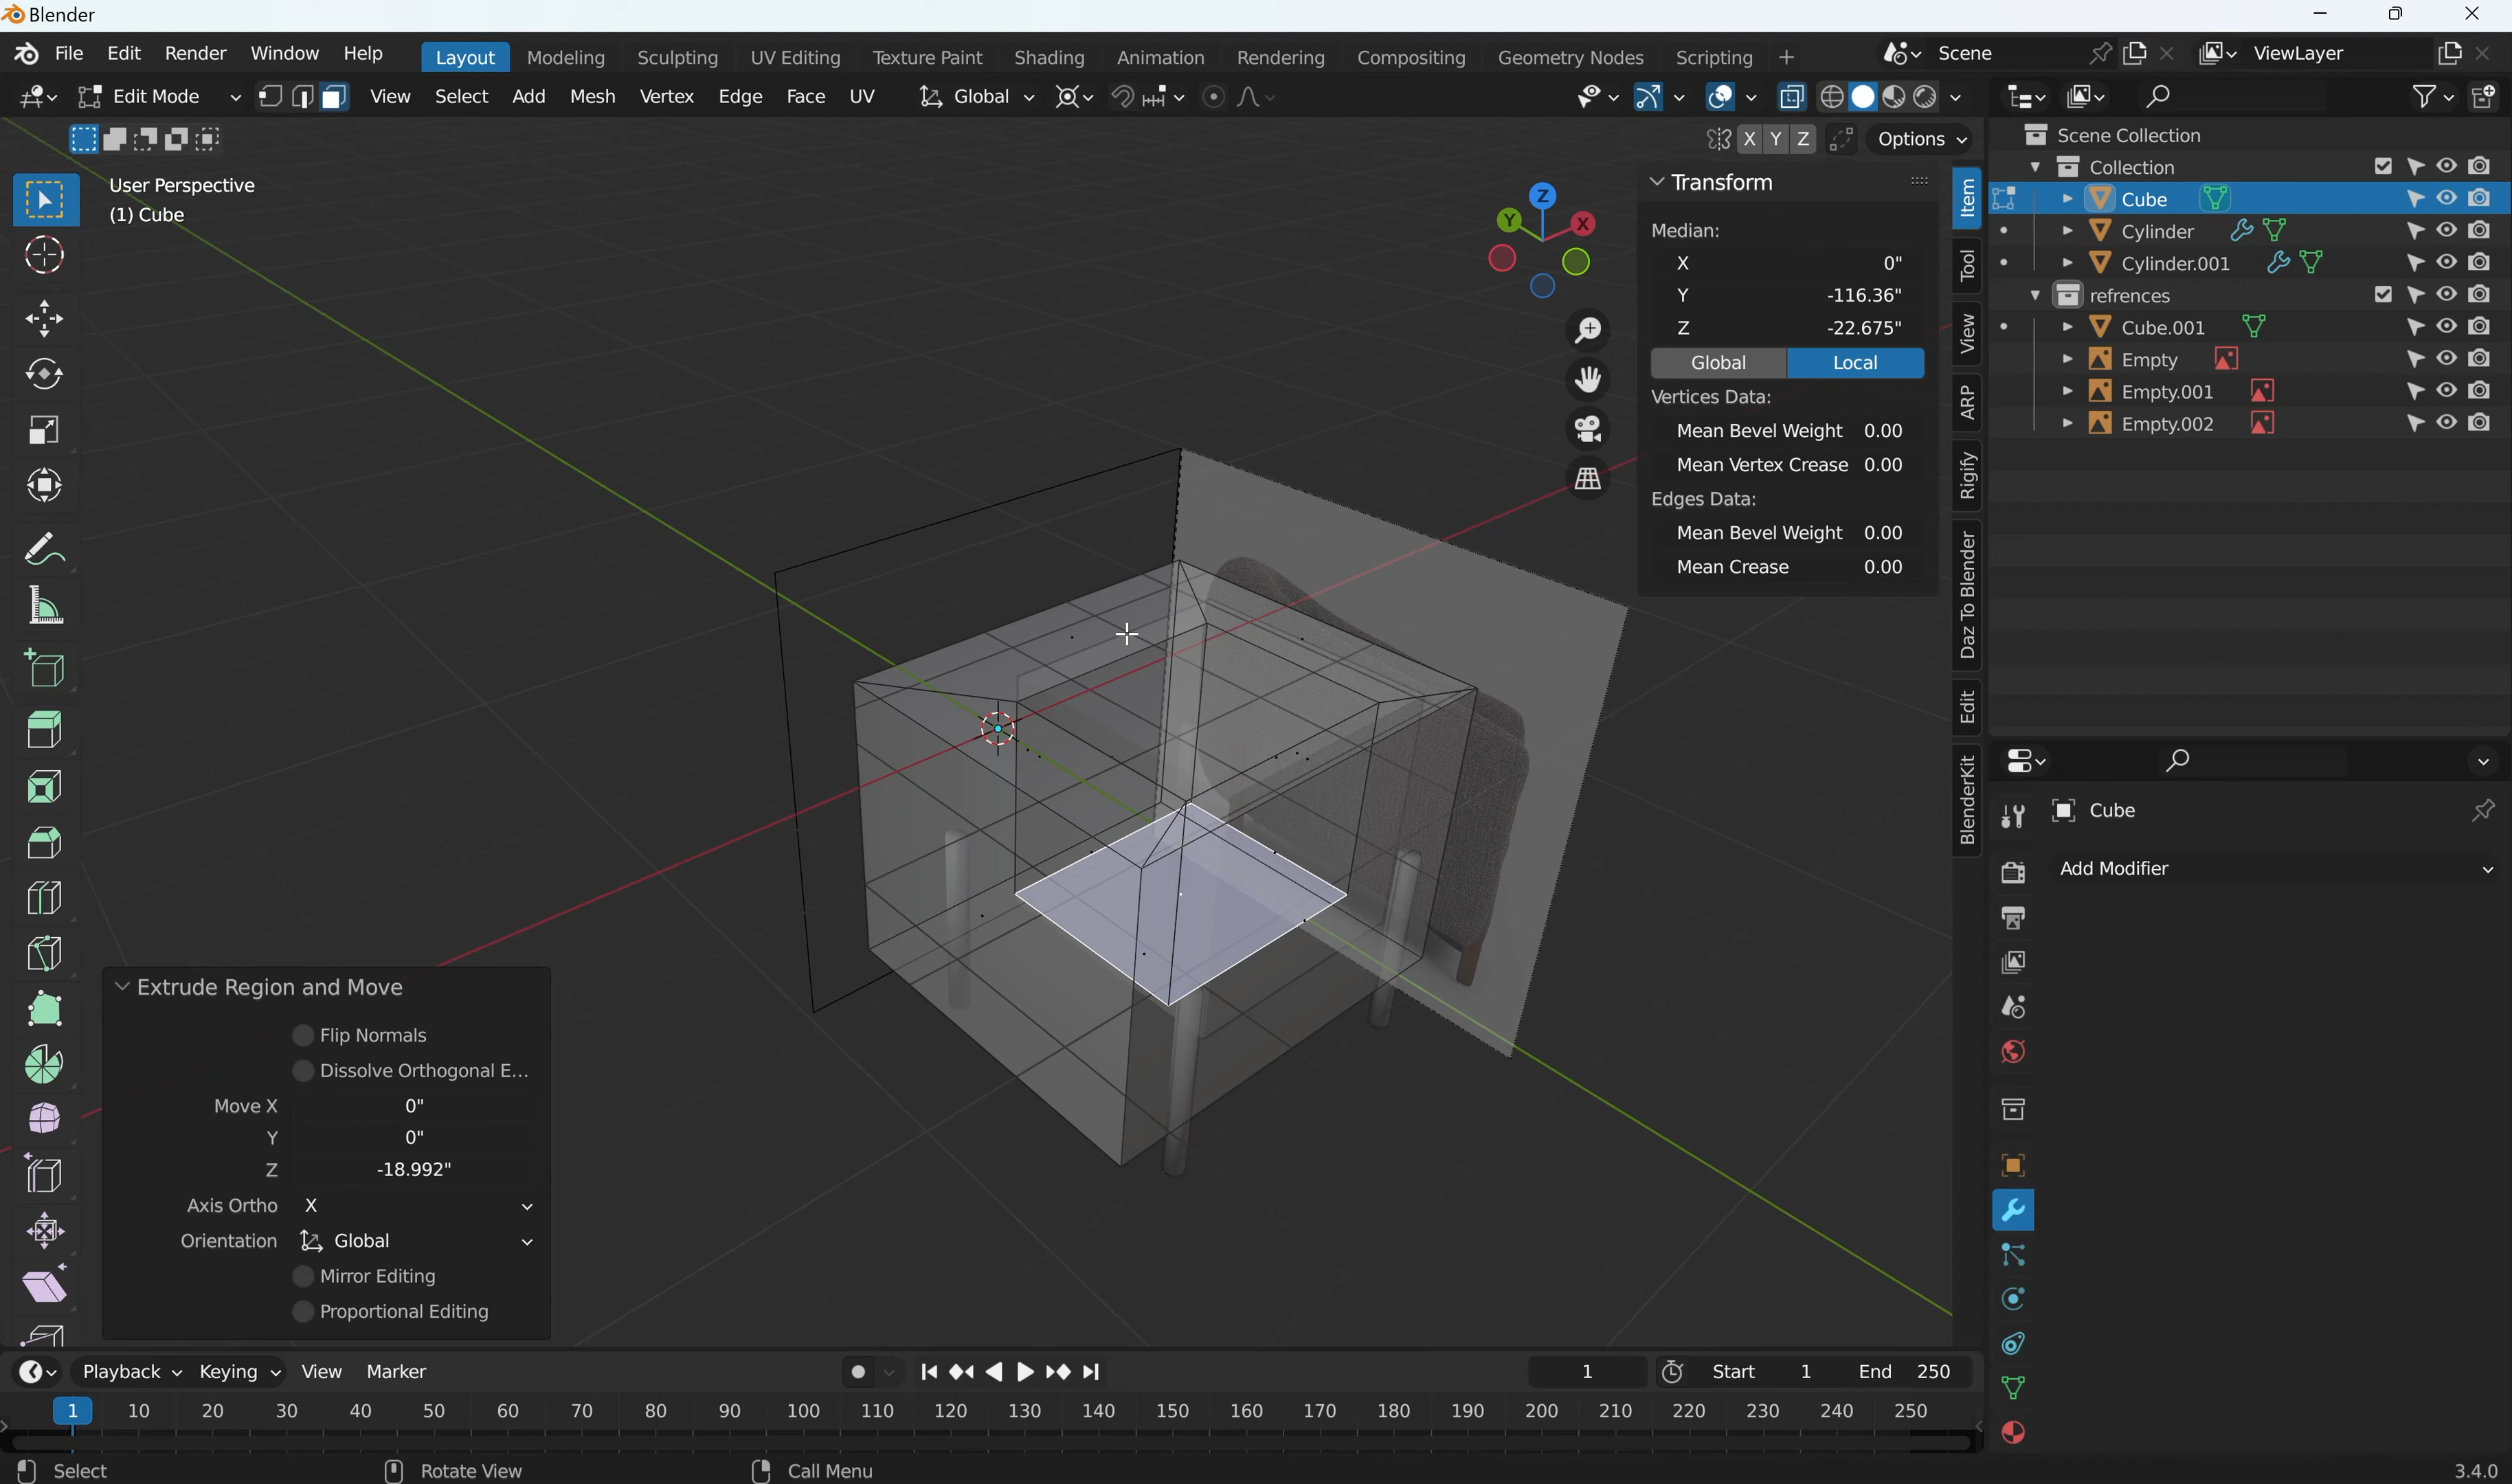 Blender
File Edit Render Window Help Layout Modeling Sculpting UV Editing Texture Paint Shading Animation Rendering Compositing Geometry Nodes Scripting + Scene ViewLayer
Edit Mode View Select Add Mesh Vertex Edge Face UV Global
X Y Z Options
User Perspective
(1) Cube
Z
Y
X
Transform
Median:
X 0"
Y -116.36"
Z -22.675"
Global Local
Vertices Data:
Mean Bevel Weight 0.00
Mean Vertex Crease 0.00
Edges Data:
Mean Bevel Weight 0.00
Mean Crease 0.00
Item
Tool
View
ARP
Rigify
Daz To Blender
Edit
BlenderKit
Scene Collection
Collection
Cube
Cylinder
Cylinder.001
refrences
Cube.001
Empty
Empty.001
Empty.002
Cube
Add Modifier
Extrude Region and Move
Flip Normals
Dissolve Orthogonal E...
Move X 0"
Y 0"
Z -18.992"
Axis Ortho X
Orientation Global
Mirror Editing
Proportional Editing
Playback Keying View Marker 1 Start 1 End 250
1 10 20 30 40 50 60 70 80 90 100 110 120 130 140 150 160 170 180 190 200 210 220 230 240 250
Select Rotate View Call Menu 3.4.0